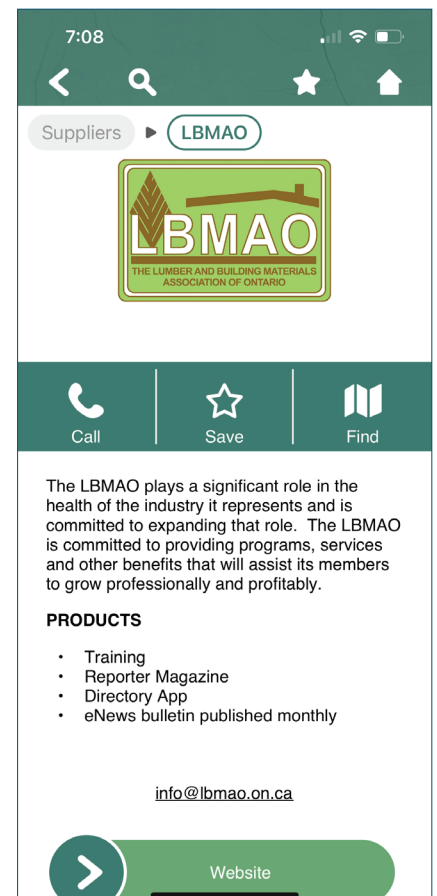 7:08
Suppliers LBMAO
LBMAO
THE LUMBER AND BUILDING MATERIALS
ASSOCIATION OF ONTARIO
Call Save Find
The LBMAO plays a significant role in the
health of the industry it represents and is
committed to expanding that role.  The LBMAO
is committed to providing programs, services
and other benefits that will assist its members
to grow professionally and profitably.
PRODUCTS
• Training
• Reporter Magazine
• Directory App
• eNews bulletin published monthly
info@lbmao.on.ca
Website